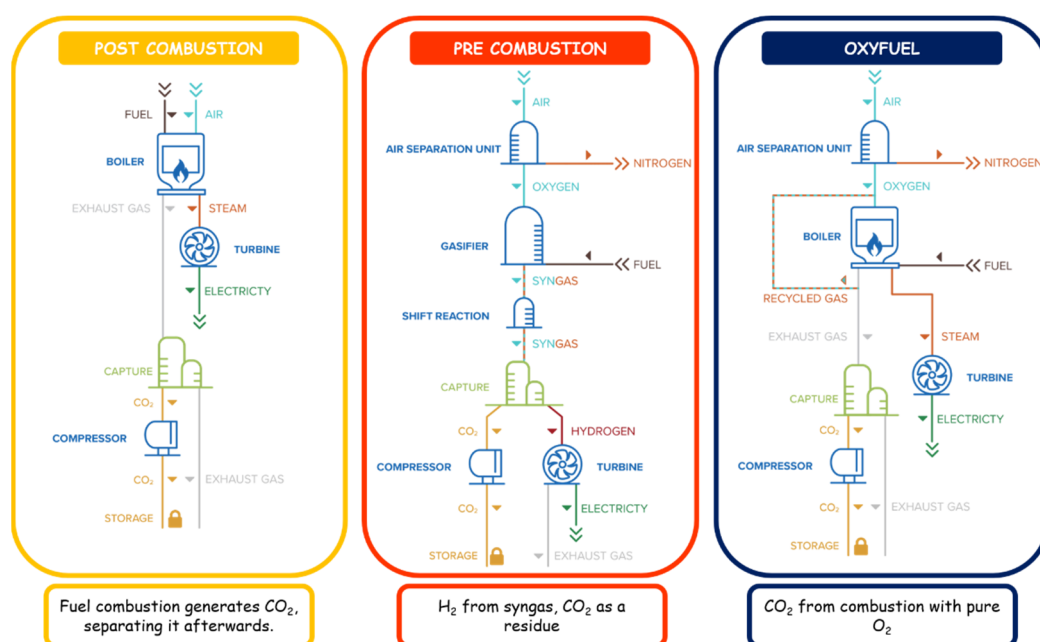 POST COMBUSTION
FUEL
AIR
BOILER
EXHAUST GAS
STEAM
TURBINE
ELECTRICTY
CAPTURE
CO₂
COMPRESSOR
CO₂
EXHAUST GAS
STORAGE
Fuel combustion generates CO₂,
separating it afterwards.
PRE COMBUSTION
AIR
AIR SEPARATION UNIT
NITROGEN
OXYGEN
GASIFIER
FUEL
SYNGAS
SHIFT REACTION
SYNGAS
CAPTURE
CO₂
HYDROGEN
COMPRESSOR
TURBINE
CO₂
ELECTRICTY
STORAGE
EXHAUST GAS
H₂ from syngas, CO₂ as a
residue
OXYFUEL
AIR
AIR SEPARATION UNIT
NITROGEN
OXYGEN
BOILER
FUEL
RECYCLED GAS
EXHAUST GAS
STEAM
TURBINE
CAPTURE
ELECTRICTY
CO₂
COMPRESSOR
CO₂
EXHAUST GAS
STORAGE
CO₂ from combustion with pure
O₂